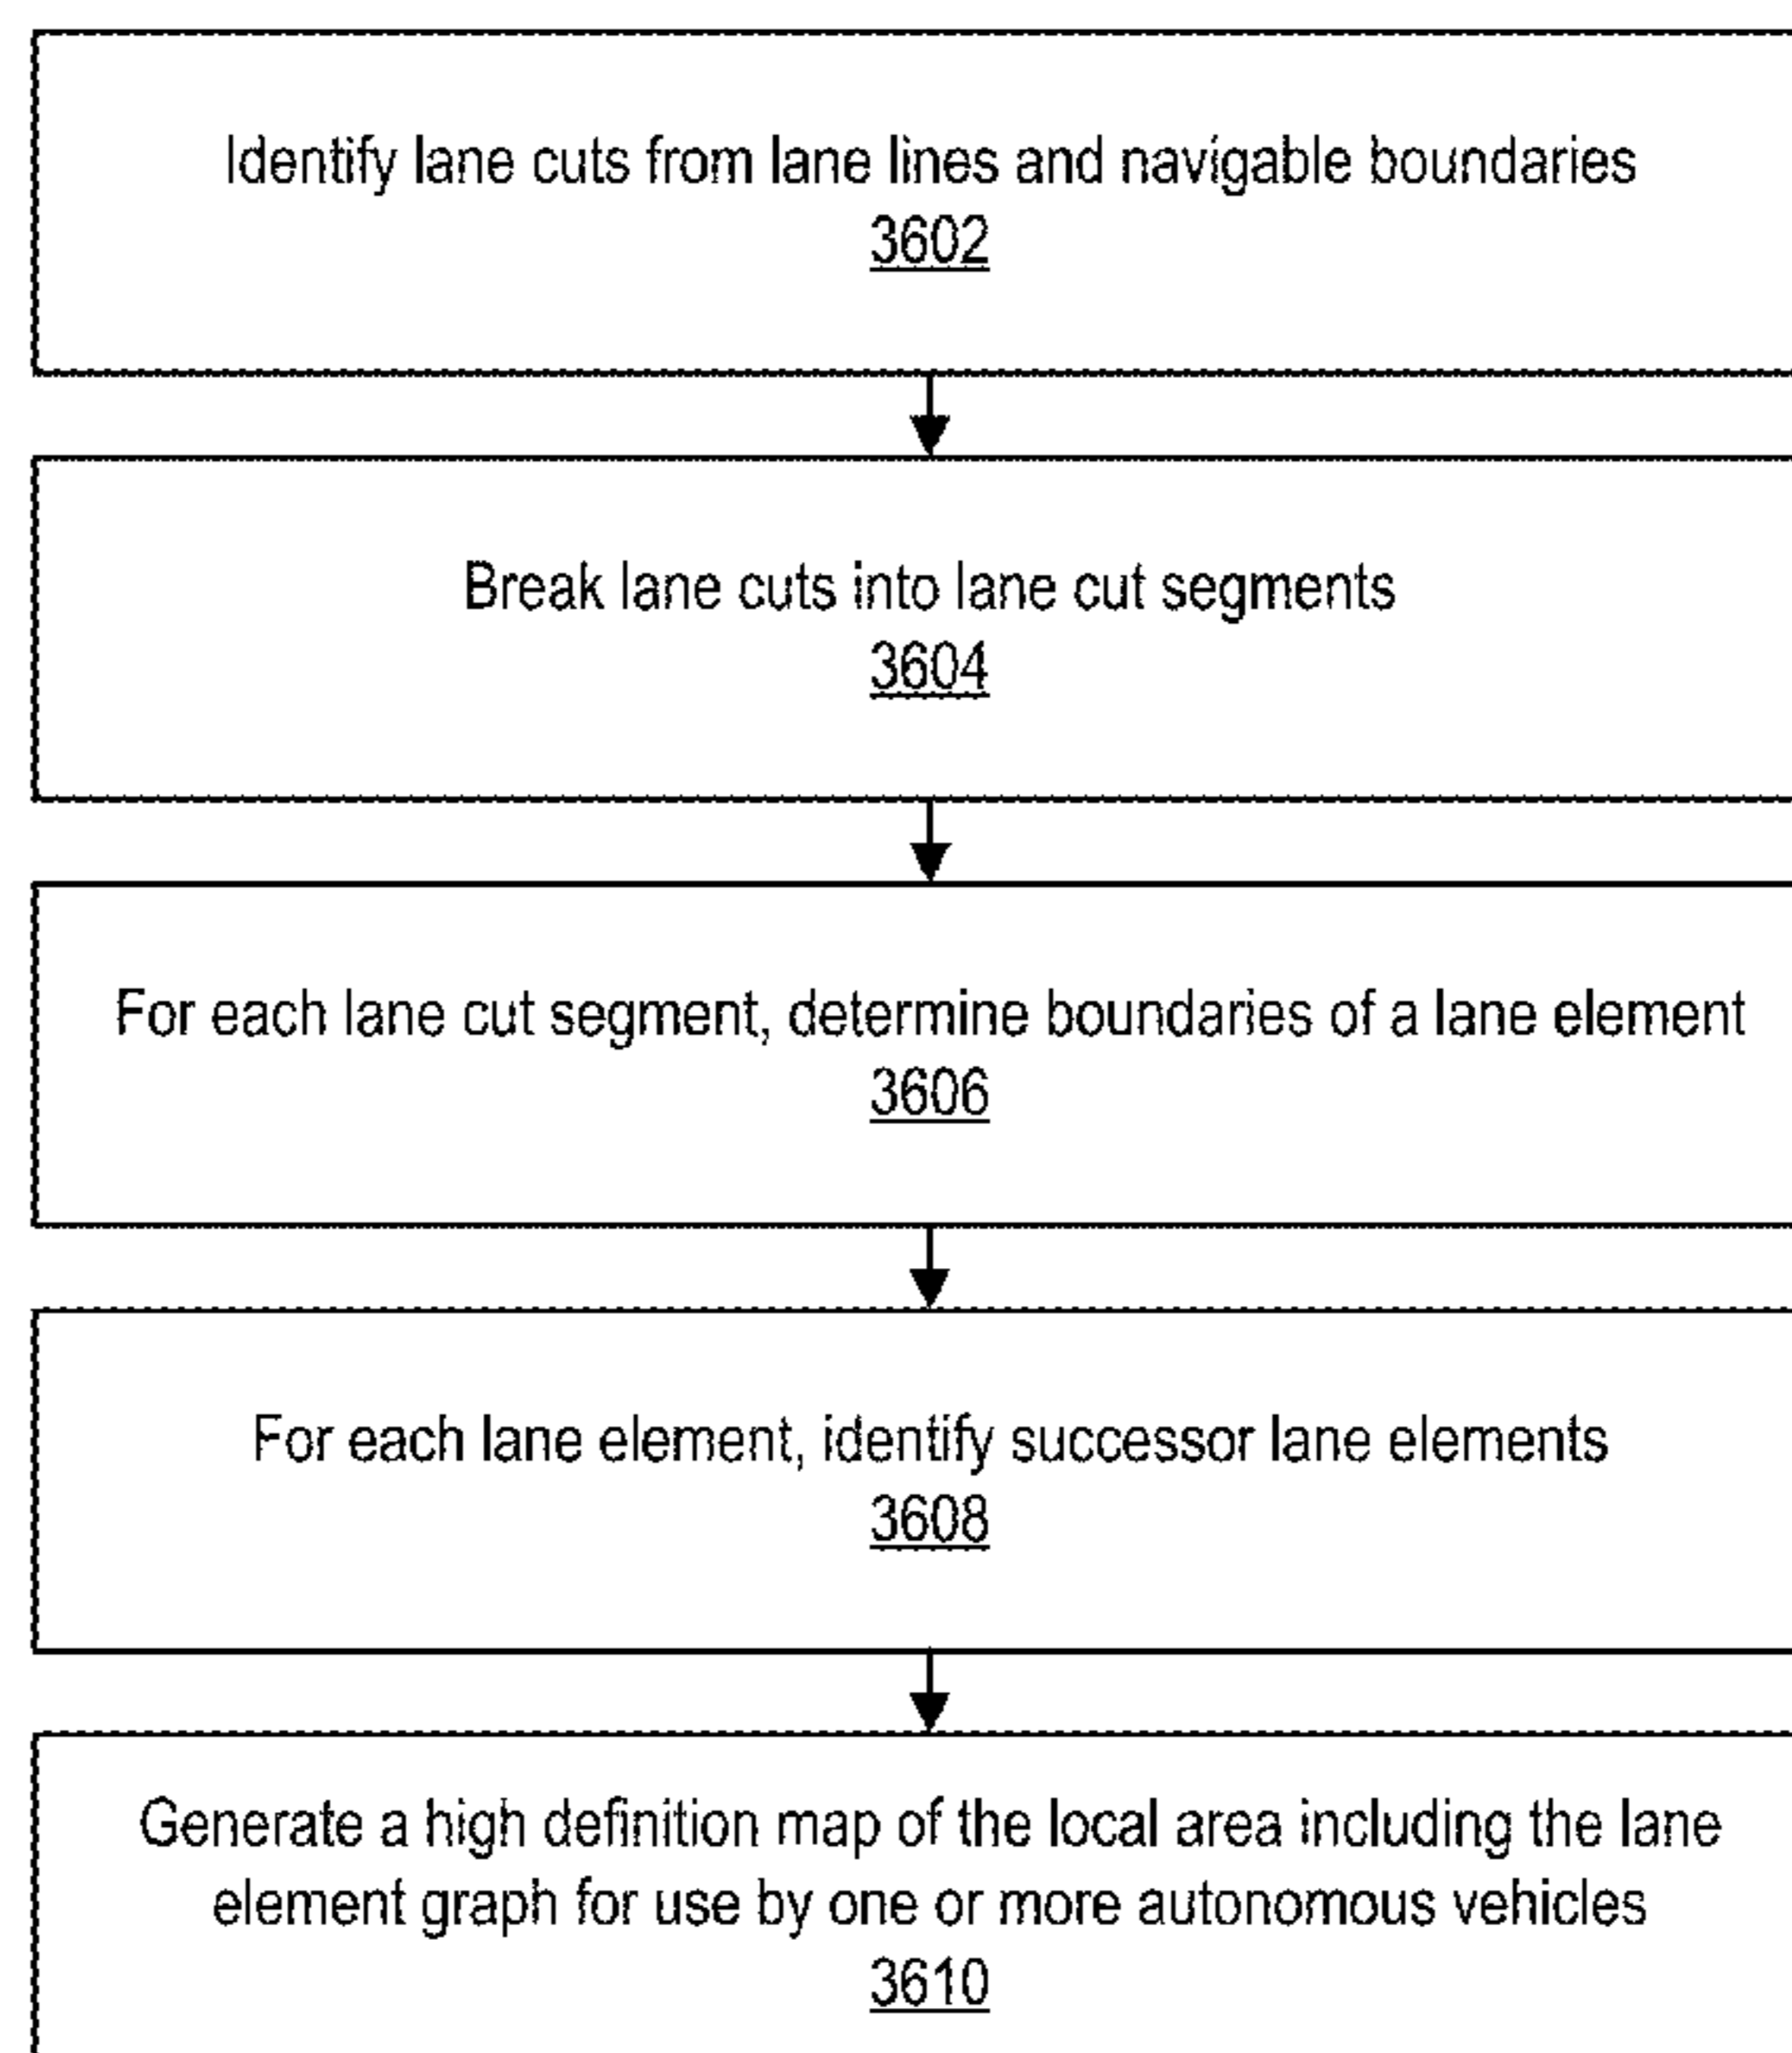 Identify lane cuts from lane lines and navigable boundaries
3602
Break lane cuts into lane cut segments
3604
For each lane cut segment, determine boundaries of a lane element
3606
For each lane element, identify successor lane elements
3608
Generate a high definition map of the local area including the lane
element graph for use by one or more autonomous vehicles
3610